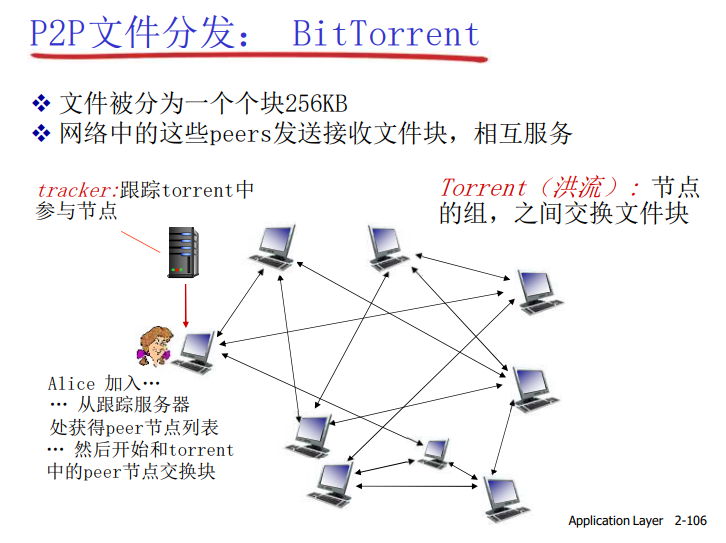 P2P文件分发： BitTorrent
文件被分为一个个块256KB
网络中的这些peers发送接收文件块，相互服务
tracker:跟踪torrent中
参与节点
Torrent（洪流）: 节点
的组，之间交换文件块
Alice 加入…
… 从跟踪服务器
处获得peer节点列表
… 然后开始和torrent
中的peer节点交换块
Application Layer 2-106